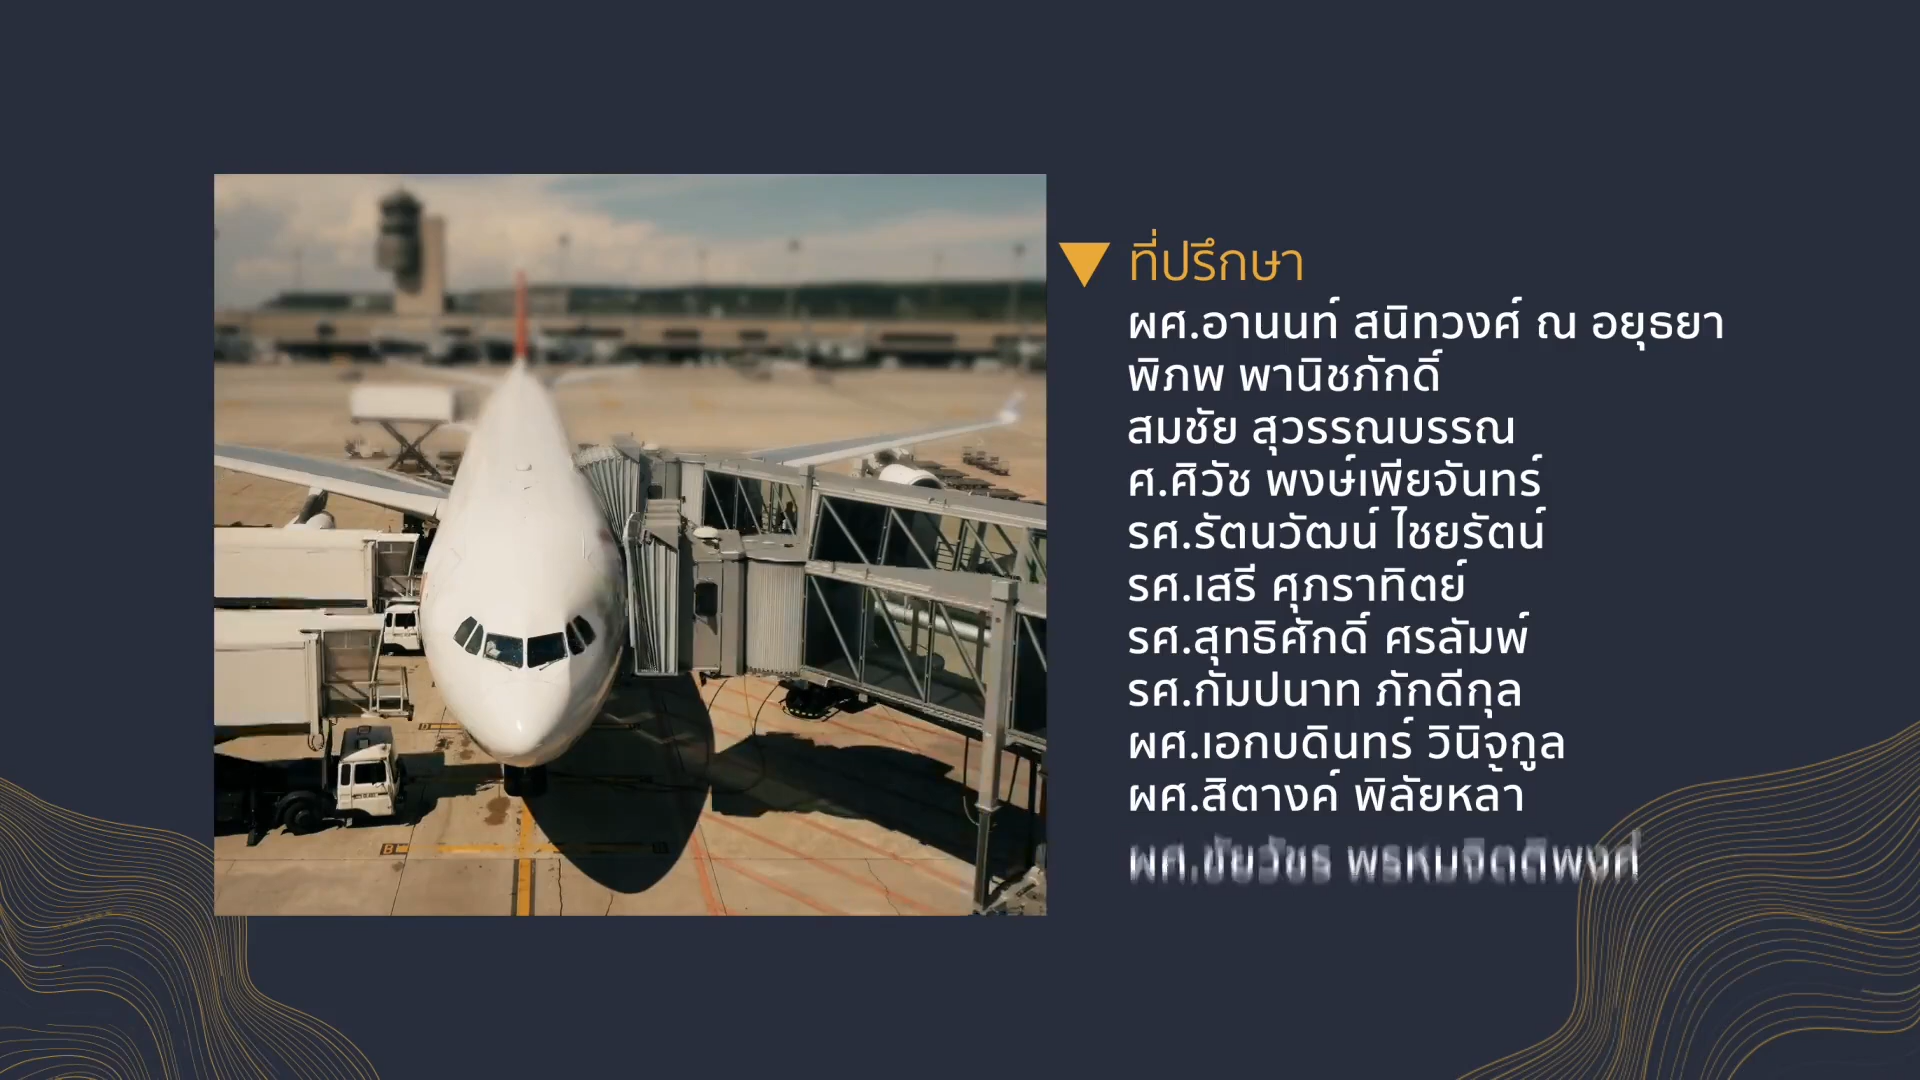 ที่ปรึกษา
ผศ.อานนท์ สนิทวงศ์ ณ อยุธยา
พิภพ พานิชภักดิ์
สมชัย สุวรรณบรรณ
ศ.ศิวัช พงษ์เพียจันทร์
รศ.รัตนวัฒน์ ไชยรัตน์
รศ.เสรี ศุภราทิตย์
รศ.สุทธิศักดิ์ ศรลัมพ์
รศ.กัมปนาท ภักดีกุล
ผศ.เอกบดินทร์ วินิจกูล
ผศ.สิตางศุ์ พิลัยหล้า